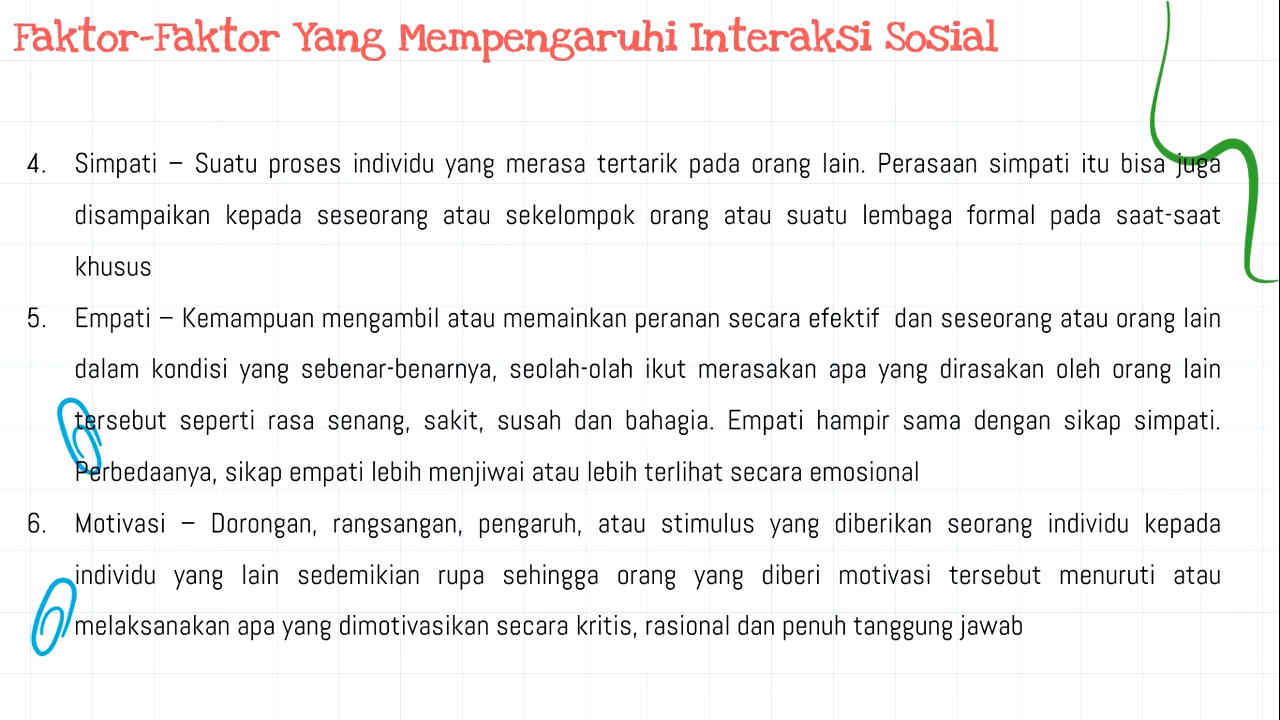 Faktor-Faktor Yang Mempengaruhi Interaksi Sosial
4. Simpati – Suatu proses individu yang merasa tertarik pada orang lain. Perasaan simpati itu bisa juga
disampaikan kepada seseorang atau sekelompok orang atau suatu lembaga formal pada saat-saat
khusus
5. Empati – Kemampuan mengambil atau memainkan peranan secara efektif dan seseorang atau orang lain
dalam kondisi yang sebenar-benarnya, seolah-olah ikut merasakan apa yang dirasakan oleh orang lain
tersebut seperti rasa senang, sakit, susah dan bahagia. Empati hampir sama dengan sikap simpati.
Perbedaanya, sikap empati lebih menjiwai atau lebih terlihat secara emosional
6. Motivasi – Dorongan, rangsangan, pengaruh, atau stimulus yang diberikan seorang individu kepada
individu yang lain sedemikian rupa sehingga orang yang diberi motivasi tersebut menuruti atau
melaksanakan apa yang dimotivasikan secara kritis, rasional dan penuh tanggung jawab